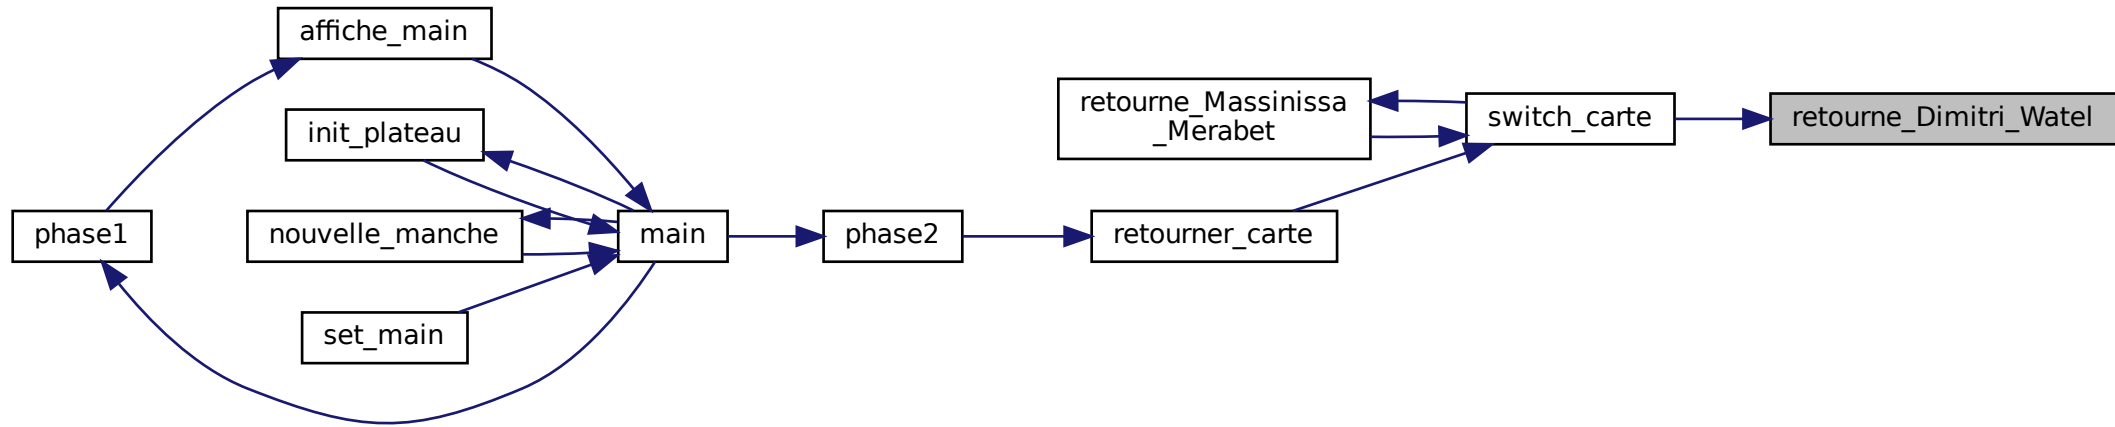 affiche_main
init_plateau
phase1
nouvelle_manche
set_main
main
phase2
retourne_Massinissa
_Merabet
retourner_carte
switch_carte
retourne_Dimitri_Watel